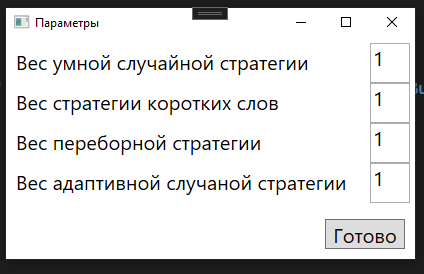 Параметры
Вес умной случайной стратегии 1
Вес стратегии коротких слов 1
Вес переборной стратегии 1
Вес адаптивной случаной стратегии 1
Готово